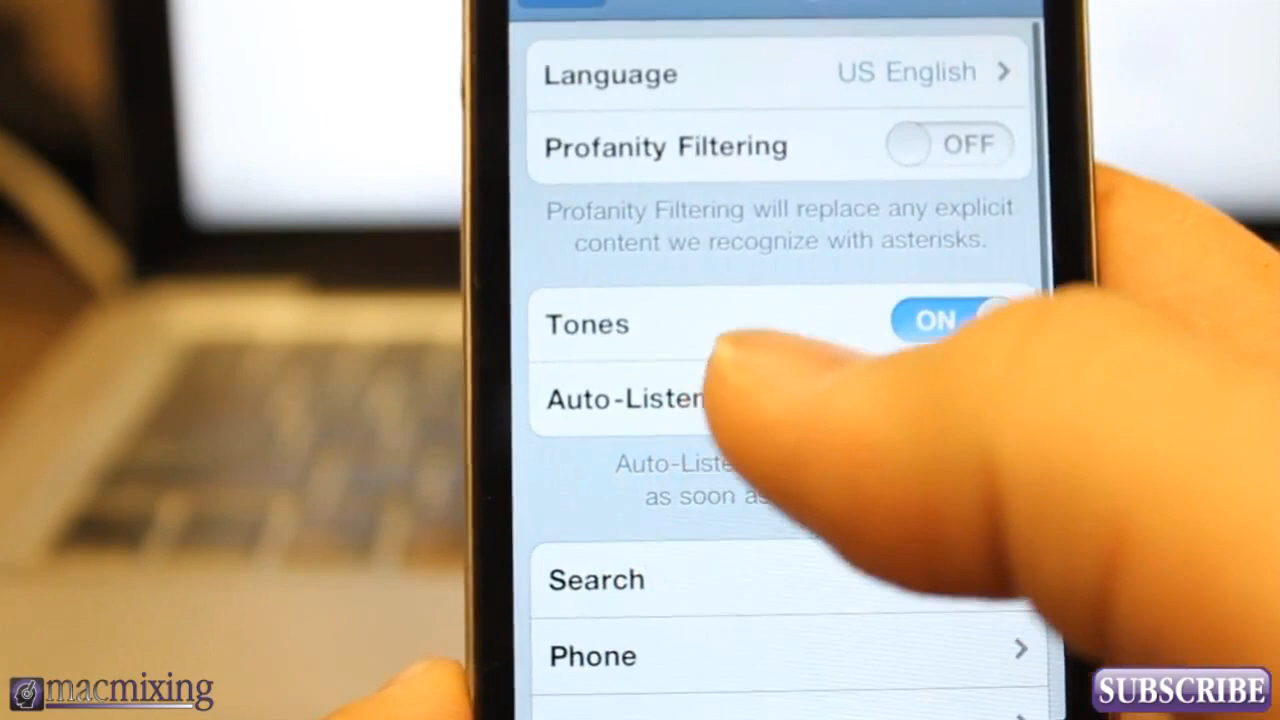 Language US English
Profanity Filtering OFF
Profanity Filtering will replace any explicit
content we recognize with asterisks.
Tones ON
Auto-Listen
Auto-Liste
as soon as
Search
Phone
macmixing
SUBSCRIBE